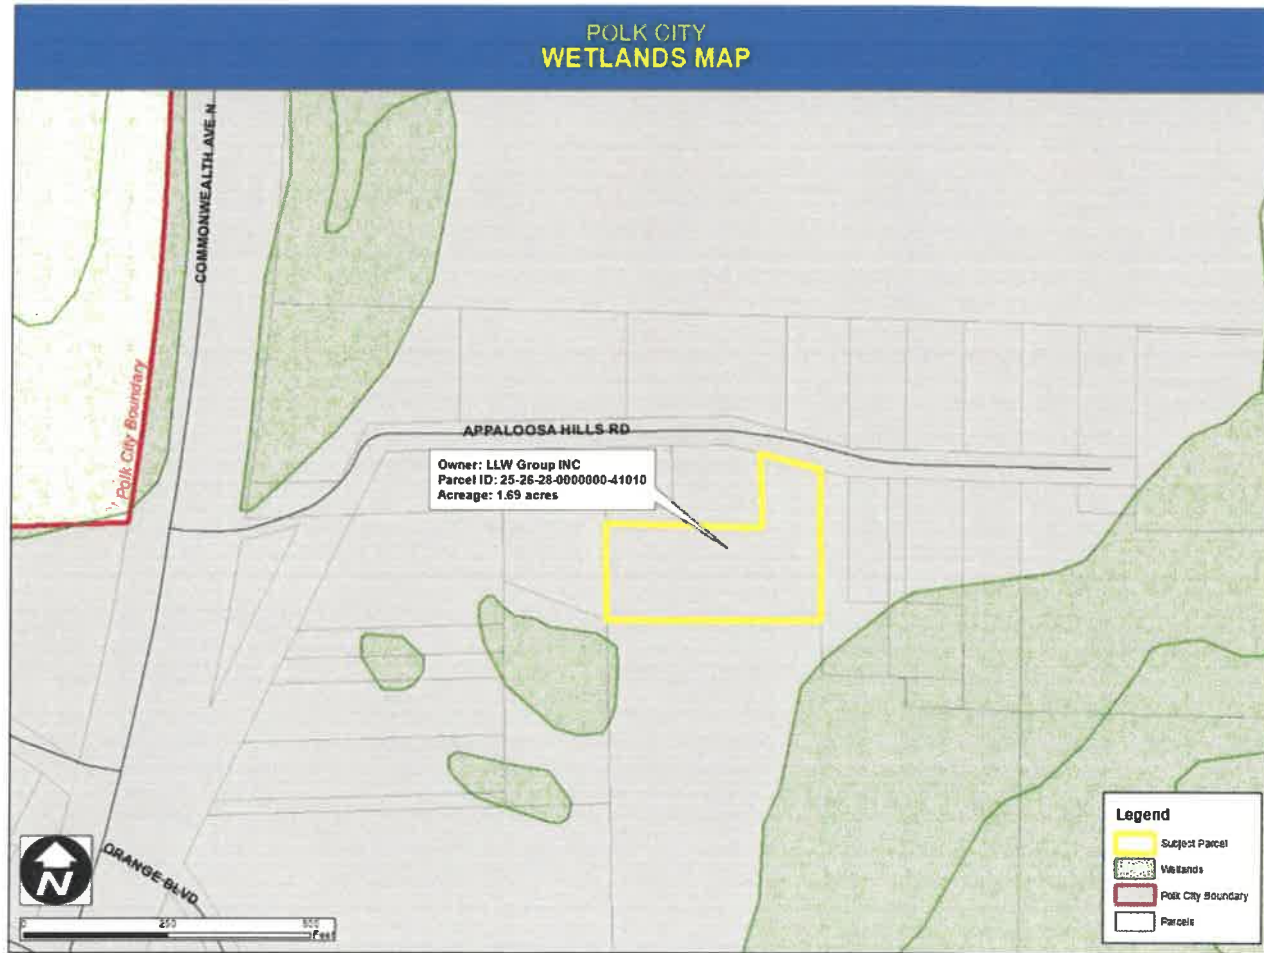 POLK CITY
WETLANDS MAP
COMMONWEALTH AVE N
Polk City Boundary
APPALOOSA HILLS RD
Owner: LLW Group INC
Parcel ID: 25-26-28-0000000-41010
Acreage: 1.69 acres
ORANGE BLVD
N
0 250 500
Feet
Legend
Subject Parcel
Wetlands
Polk City Boundary
Parcels